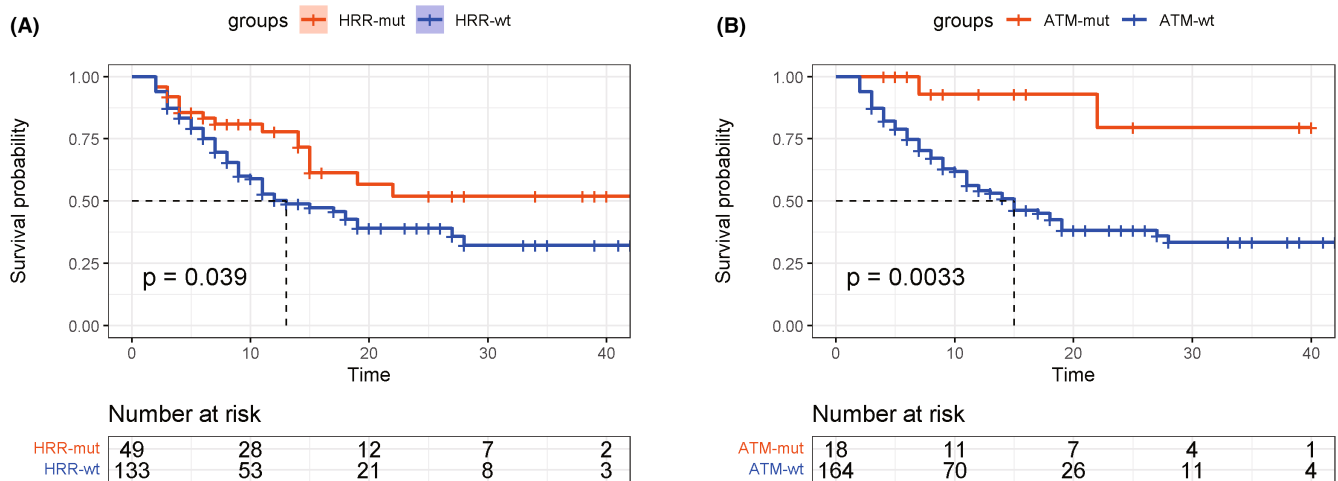 (A)
groups HRR-mut HRR-wt
Survival probability
1.00
0.75
0.50
0.25
0.00
p = 0.039
0 10 20 30 40
Time
Number at risk
HRR-mut 49 28 12 7 2
HRR-wt 133 53 21 8 3
(B)
groups ATM-mut ATM-wt
Survival probability
1.00
0.75
0.50
0.25
0.00
p = 0.0033
0 10 20 30 40
Time
Number at risk
ATM-mut 18 11 7 4 1
ATM-wt 164 70 26 11 4